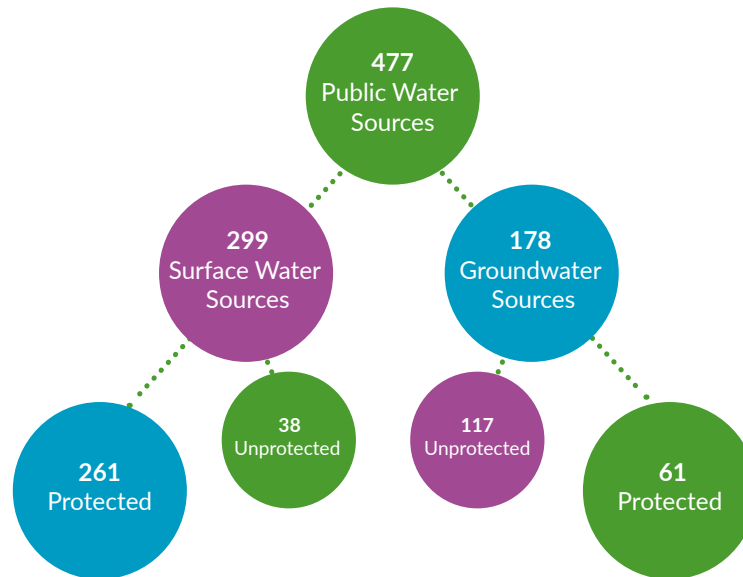 477
Public Water
Sources
299
Surface Water
Sources
178
Groundwater
Sources
261
Protected
38
Unprotected
117
Unprotected
61
Protected